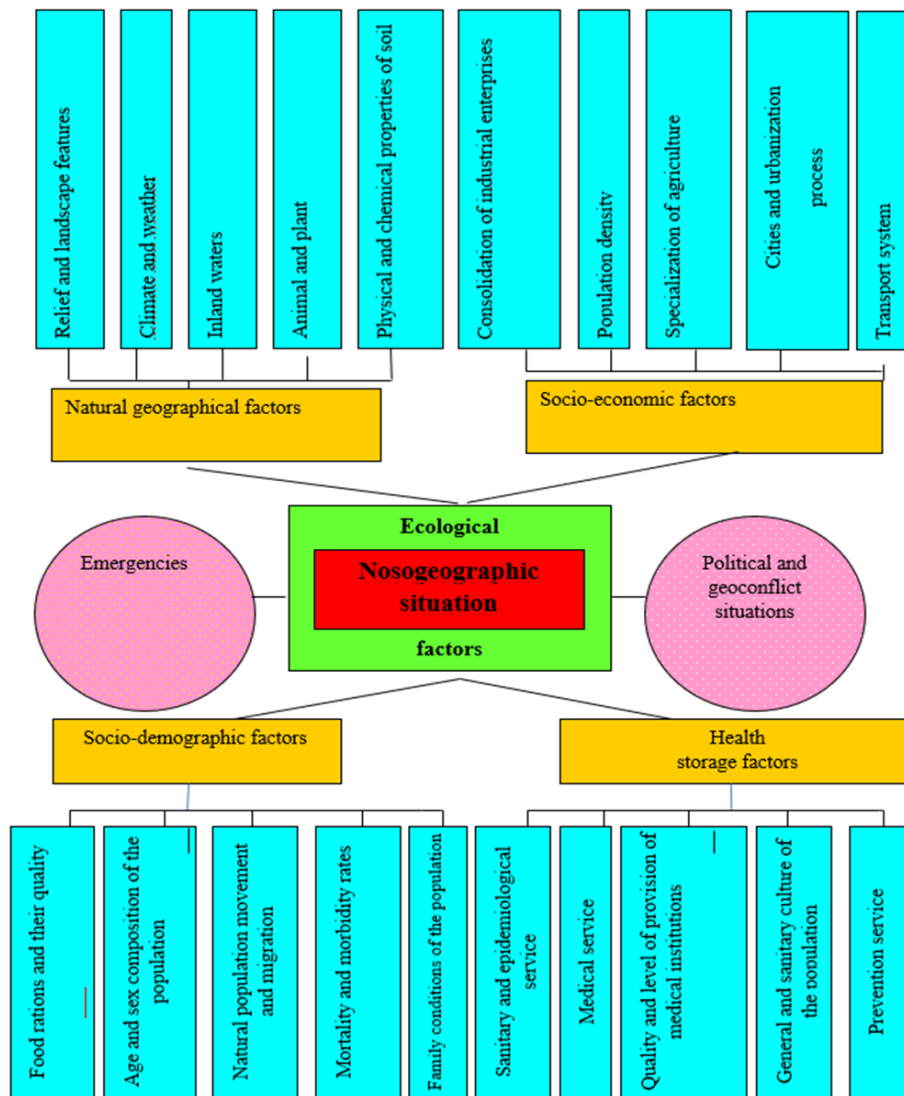 Relief and landscape features
Climate and weather
Inland waters
Animal and plant
Physical and chemical properties of soil
Consolidation of industrial enterprises
Population density
Specialization of agriculture
Cities and urbanization
process
Transport system
Natural geographical factors
Socio-economic factors
Ecological
Nosogeographic
situation
factors
Emergencies
Political and
geoconflict
situations
Socio-demographic factors
Health
storage factors
Food rations and their quality
Age and sex composition of the
population
Natural population movement
and migration
Mortality and morbidity rates
Family conditions of the population
Sanitary and epidemiological
service
Medical service
Quality and level of provision of
medical institutions
General and sanitary culture of
the population
Prevention service